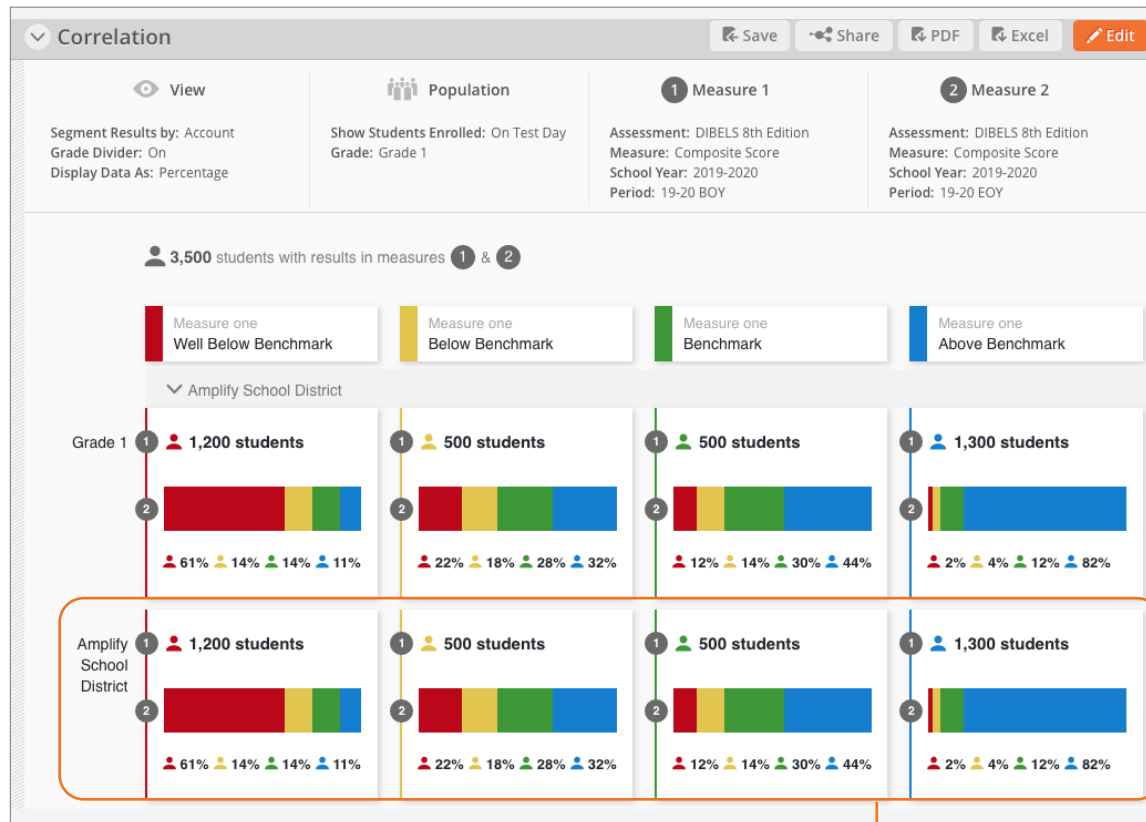 Correlation
Save
Share
PDF
Excel
Edit
View
Population
1 Measure 1
2 Measure 2
Segment Results by: Account
Grade Divider: On
Display Data As: Percentage
Show Students Enrolled: On Test Day
Grade: Grade 1
Assessment: DIBELS 8th Edition
Measure: Composite Score
School Year: 2019-2020
Period: 19-20 BOY
Assessment: DIBELS 8th Edition
Measure: Composite Score
School Year: 2019-2020
Period: 19-20 EOY
3,500 students with results in measures 1 & 2
Measure one
Well Below Benchmark
Measure one
Below Benchmark
Measure one
Benchmark
Measure one
Above Benchmark
Amplify School District
Grade 1
1 1,200 students
2
61% 14% 14% 11%
1 500 students
2
22% 18% 28% 32%
1 500 students
2
12% 14% 30% 44%
1 1,300 students
2
2% 4% 12% 82%
Amplify
School
District
1 1,200 students
2
61% 14% 14% 11%
1 500 students
2
22% 18% 28% 32%
1 500 students
2
12% 14% 30% 44%
1 1,300 students
2
2% 4% 12% 82%